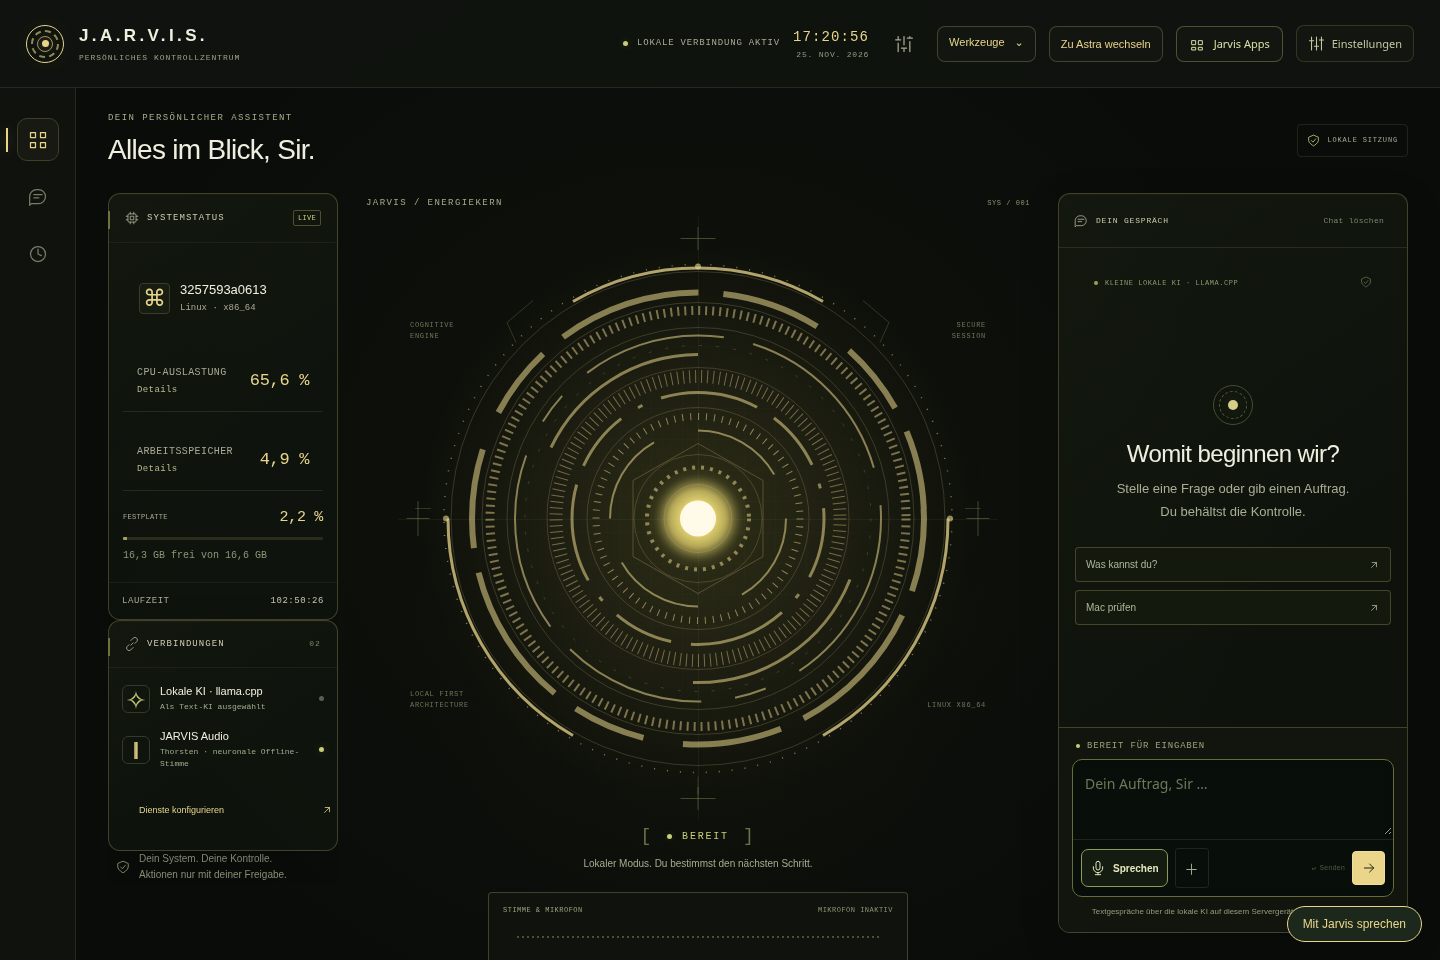 J.A.R.V.I.S.
PERSÖNLICHES KONTROLLZENTRUM
LOKALE VERBINDUNG AKTIV
17:20:56
25. NOV. 2026
Werkzeuge
Zu Astra wechseln
Jarvis Apps
Einstellungen
DEIN PERSÖNLICHER ASSISTENT
Alles im Blick, Sir.
LOKALE SITZUNG
SYSTEMSTATUS
LIVE
3257593a0613
Linux · x86_64
CPU-AUSLASTUNG
Details
65,6 %
ARBEITSSPEICHER
Details
4,9 %
FESTPLATTE
2,2 %
16,3 GB frei von 16,6 GB
LAUFZEIT
102:50:26
VERBINDUNGEN
02
Lokale KI · llama.cpp
Als Text-KI ausgewählt
JARVIS Audio
Thorsten · neuronale Offline-
Stimme
Dienste konfigurieren
Dein System. Deine Kontrolle.
Aktionen nur mit deiner Freigabe.
JARVIS / ENERGIEKERN
SYS / 001
COGNITIVE
ENGINE
SECURE
SESSION
LOCAL FIRST
ARCHITECTURE
LINUX X86_64
[ BEREIT ]
Lokaler Modus. Du bestimmst den nächsten Schritt.
STIMME & MIKROFON
MIKROFON INAKTIV
DEIN GESPRÄCH
Chat löschen
KLEINE LOKALE KI · LLAMA.CPP
Womit beginnen wir?
Stelle eine Frage oder gib einen Auftrag.
Du behältst die Kontrolle.
Was kannst du?
Mac prüfen
BEREIT FÜR EINGABEN
Dein Auftrag, Sir ...
Sprechen
↵ Senden
Textgespräche über die lokale KI auf diesem
Mit Jarvis sprechen